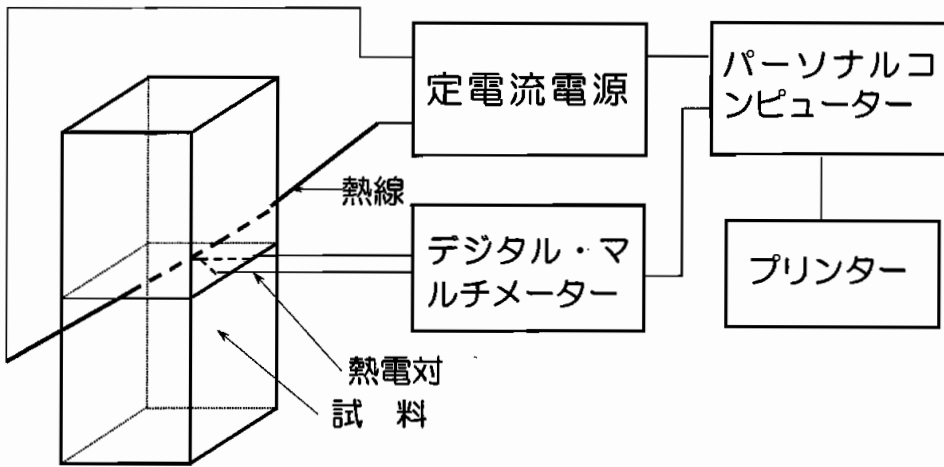 定電流電源
パーソナルコ
ンピューター
熱線
デジタル・マ
ルチメーター
プリンター
熱電対
試 料